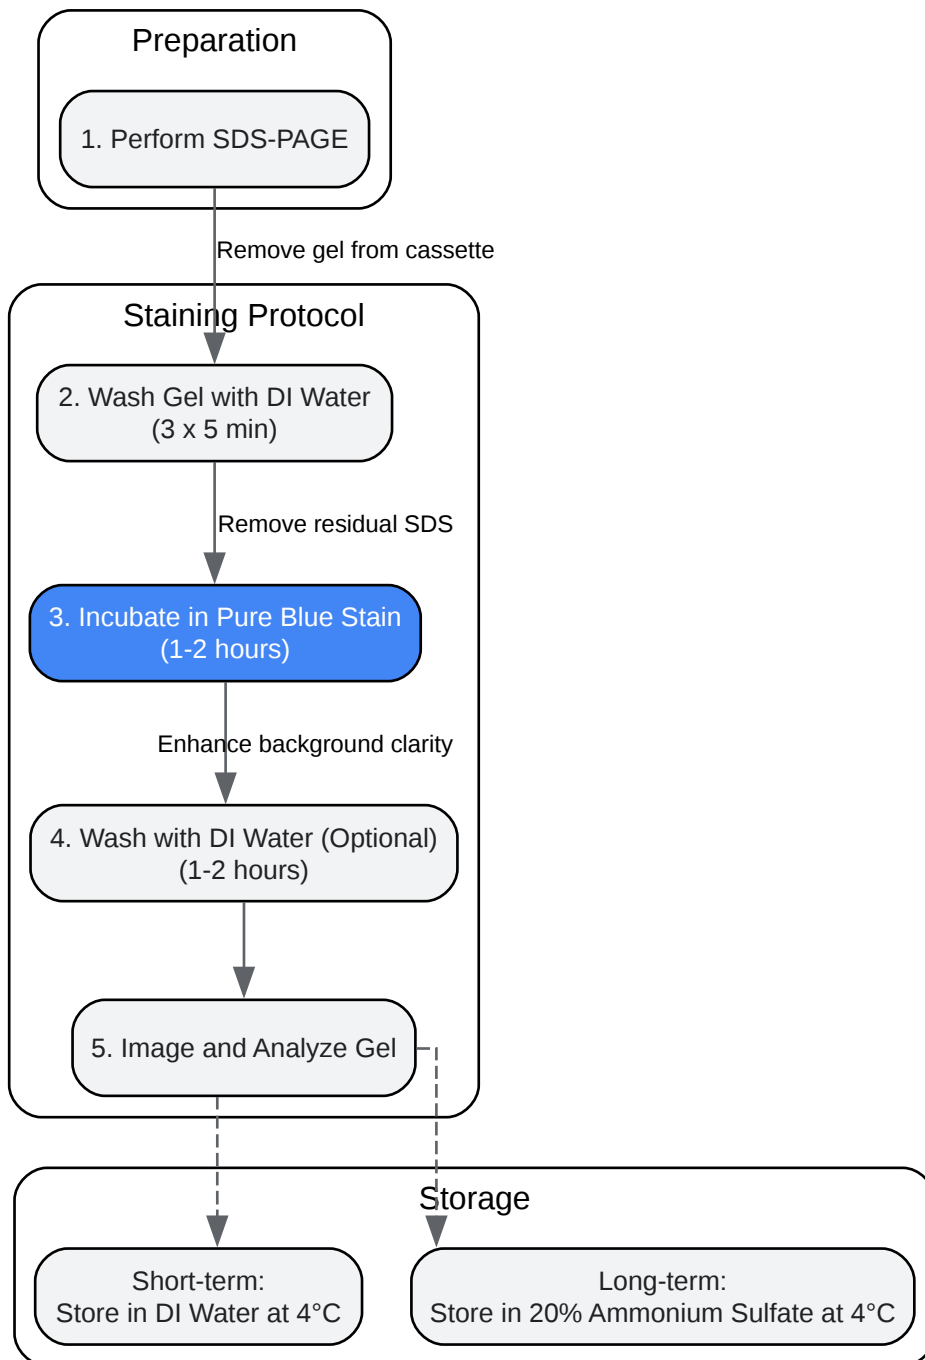 Preparation
1. Perform SDS-PAGE
Remove gel from cassette
Staining Protocol
2. Wash Gel with DI Water
(3 x 5 min)
Remove residual SDS
3. Incubate in Pure Blue Stain
(1-2 hours)
Enhance background clarity
4. Wash with DI Water (Optional)
(1-2 hours)
5. Image and Analyze Gel
Storage
Short-term:
Store in DI Water at 4°C
Long-term:
Store in 20% Ammonium Sulfate at 4°C